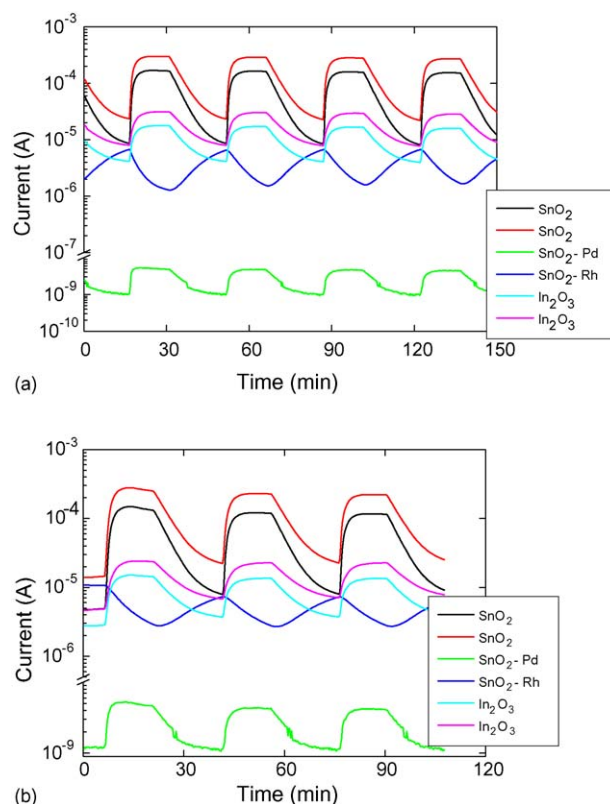 10⁻³
10⁻⁴
10⁻⁵
10⁻⁶
10⁻⁷
10⁻⁹
10⁻¹⁰
Current (A)
0 30 60 90 120 150
Time (min)
SnO₂
SnO₂
SnO₂- Pd
SnO₂- Rh
In₂O₃
In₂O₃
(a)
10⁻³
10⁻⁴
10⁻⁵
10⁻⁶
10⁻⁹
Current (A)
0 30 60 90 120
Time (min)
SnO₂
SnO₂
SnO₂- Pd
SnO₂- Rh
In₂O₃
In₂O₃
(b)